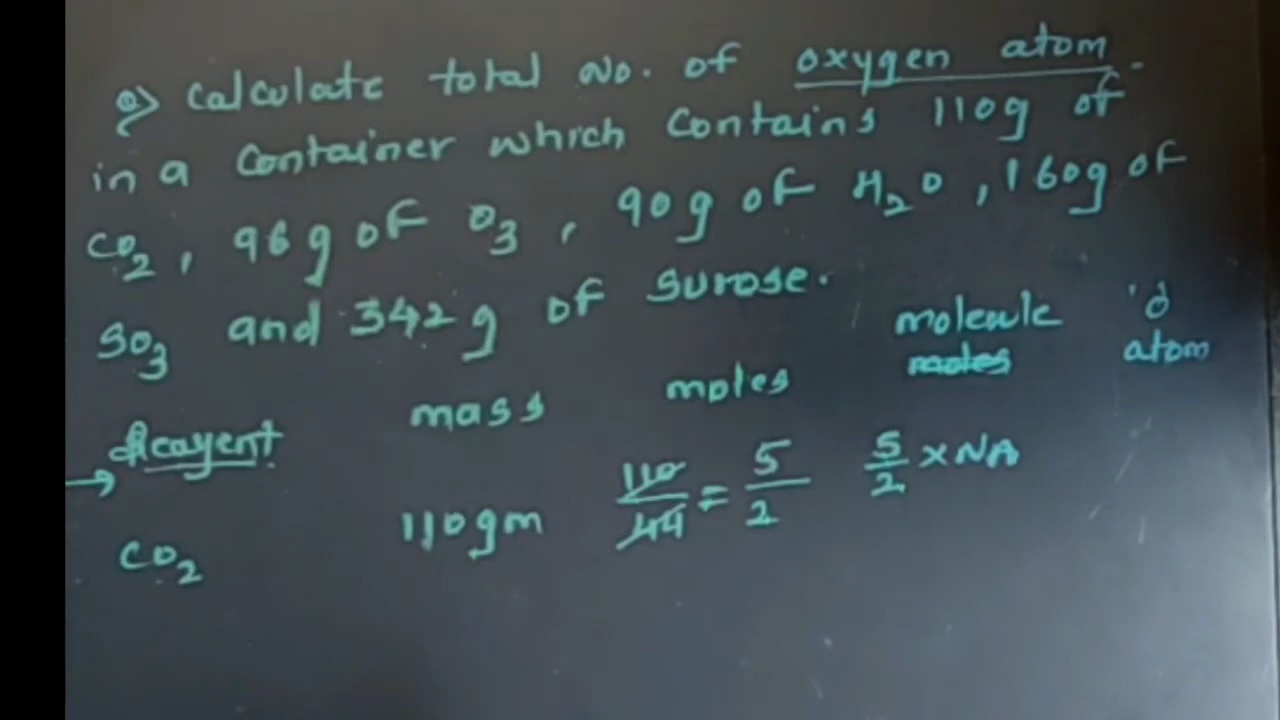 Q> Calculate total No. of oxygen atom.
in a Container which contains 110g of
CO2, 96g of O3, 90g of H2O, 160g of
SO3 and 342g of surose.
Reagent mass moles molecule 'O' atom
moles
→
CO2 110gm 110/44 = 5/2 5/2 × NA